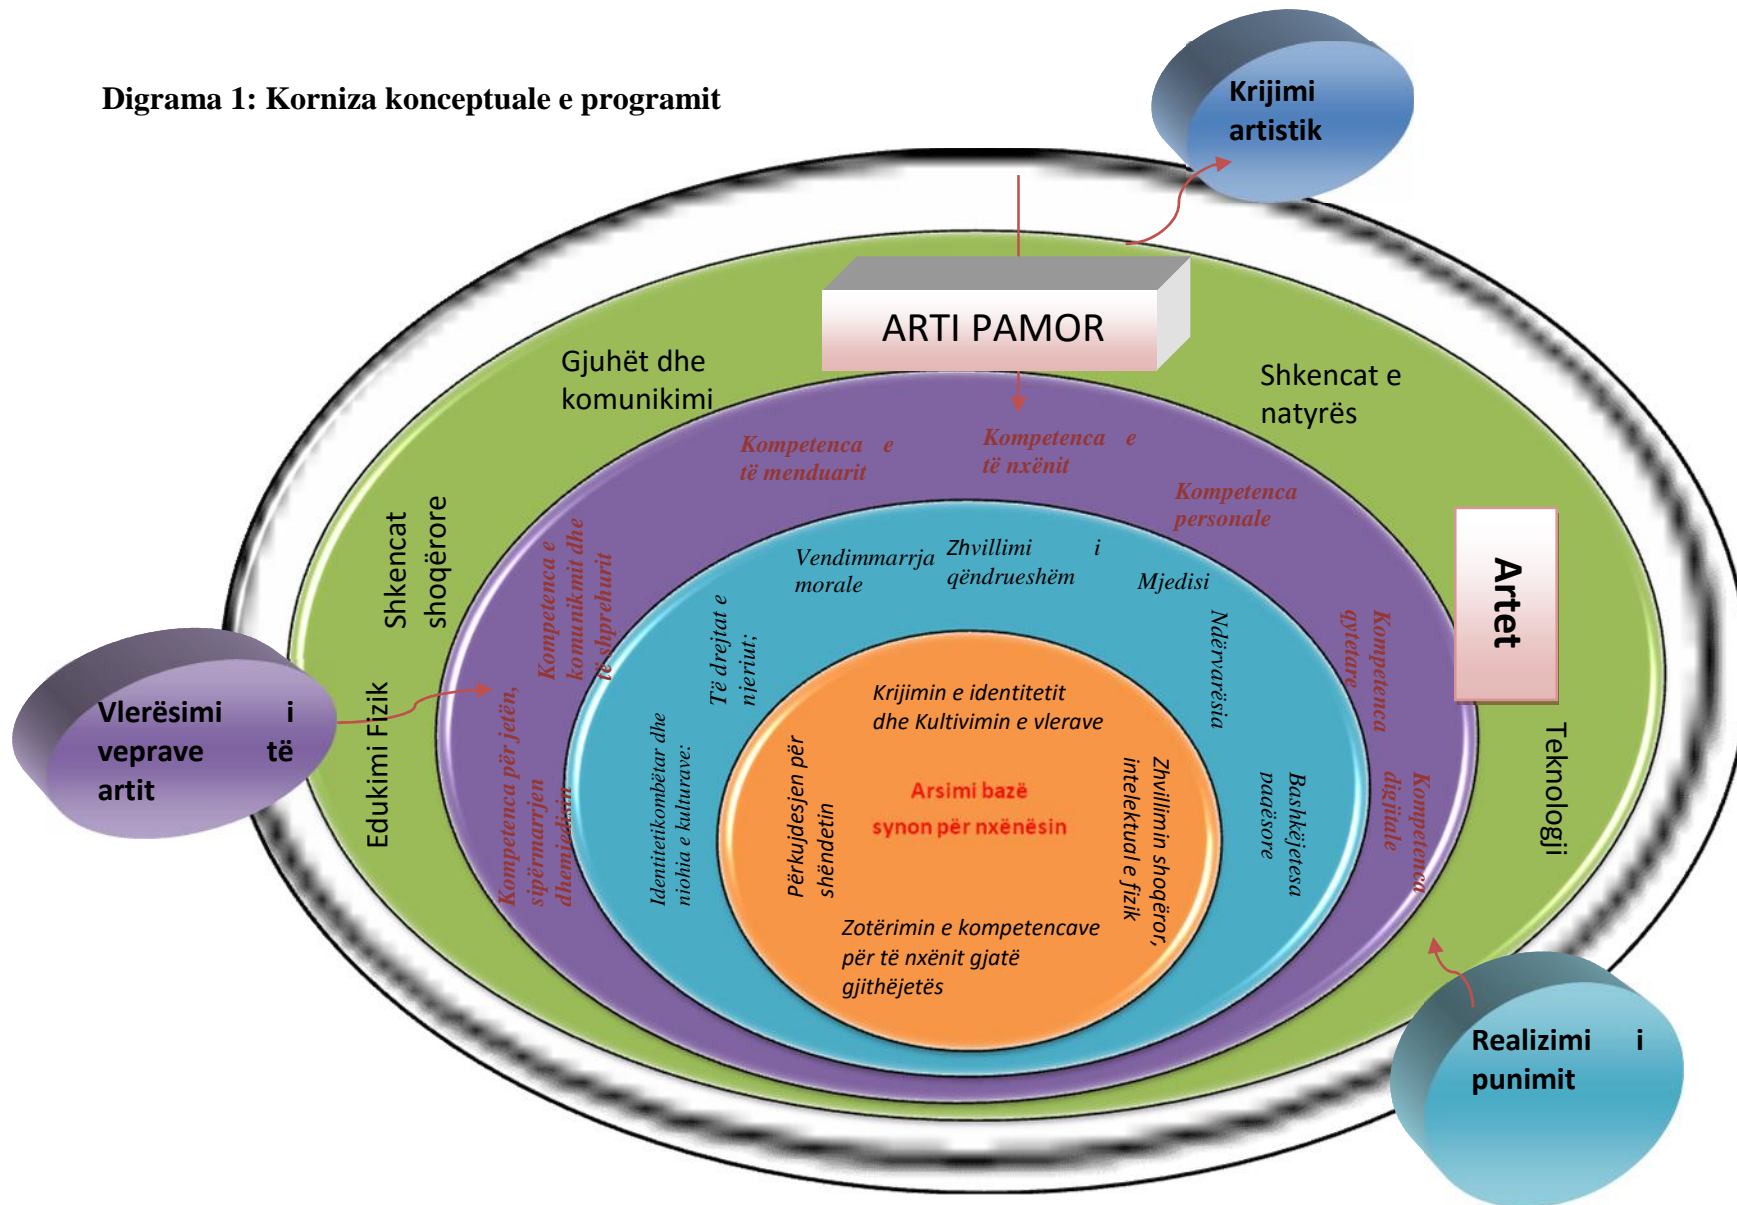 Digrama 1: Korniza konceptuale e programit
Krijimi
artistik
ARTI PAMOR
Gjuhët dhe
komunikimi
Shkencat e
natyrës
Shkencat
shoqërore
Edukimi Fizik
Artet
Teknologji
Kompetenca e
të menduarit
Kompetenca e
të nxënit
Kompetenca
personale
Kompetenca e
komunikmit dhe
të shprehurit
Kompetenca për jetën,
sipërmarrjen
dhemjedisin
Kompetenca
qytetare
Kompetenca
digjitale
Vendimmarrja
morale
Zhvillimi i
qëndrueshëm
Mjedisi
Të drejtat e
njeriut;
Ndërvarësia
Identitetikombëtar dhe
niohia e kulturave:
Bashkëjetesa
paqësore
Krijimin e identitetit
dhe Kultivimin e vlerave
Përkujdesjen për
shëndetin
Arsimi bazë
synon për nxënësin
Zhvillimin shoqëror,
intelektual e fizik
Zotërimin e kompetencave
për të nxënit gjatë
gjithëjetës
Vlerësimi i
veprave të
artit
Realizimi i
punimit